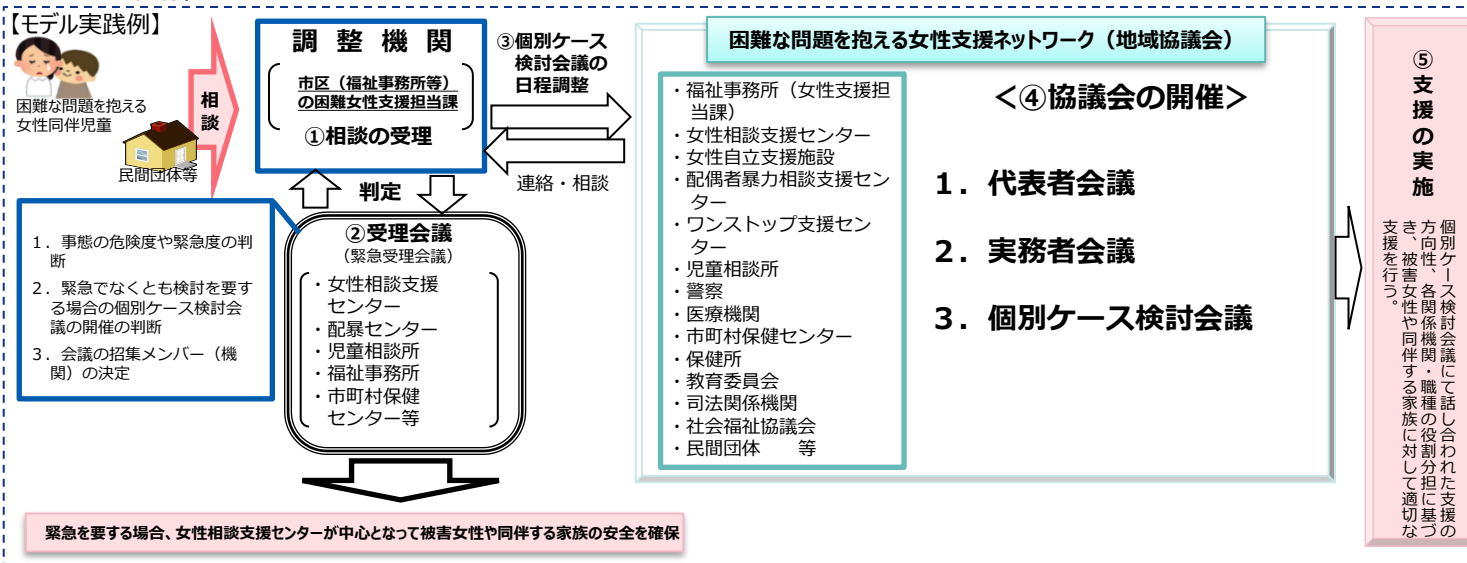 【モデル実践例】
困難な問題を抱える
女性同伴児童
民間団体等
相
談
調 整 機 関
市区（福祉事務所等）
の困難女性支援担当課
①相談の受理
③個別ケース
検討会議の
日程調整
連絡・相談
判定
1．事態の危険度や緊急度の判
断
2．緊急でなくとも検討を要す
る場合の個別ケース検討会
議の開催の判断
3．会議の招集メンバー（機
関）の決定
②受理会議
（緊急受理会議）
・女性相談支援
センター
・配暴センター
・児童相談所
・福祉事務所
・市町村保健
センター等
緊急を要する場合、女性相談支援センターが中心となって被害女性や同伴する家族の安全を確保
困難な問題を抱える女性支援ネットワーク（地域協議会）
・福祉事務所（女性支援担
当課）
・女性相談支援センター
・女性自立支援施設
・配偶者暴力相談支援セン
ター
・ワンストップ支援セン
ター
・児童相談所
・警察
・医療機関
・市町村保健センター
・保健所
・教育委員会
・司法関係機関
・社会福祉協議会
・民間団体　等
＜④協議会の開催＞
1．代表者会議
2．実務者会議
3．個別ケース検討会議
⑤支援の実施
個別ケース検討会議にて話し合われた支援の
方向性、各関係機関・職種の役割分担に基づ
き、被害女性や同伴する家族に対して適切な
支援を行う。